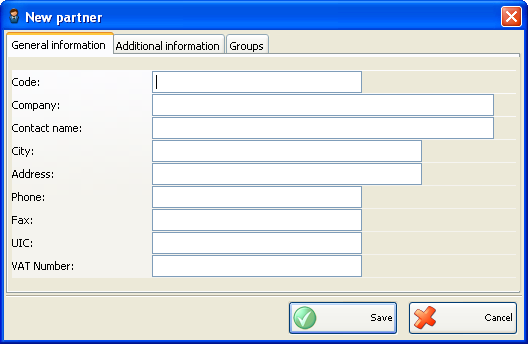 New partner
General information Additional information Groups
Code:
Company:
Contact name:
City:
Address:
Phone:
Fax:
UIC:
VAT Number:
Save Cancel